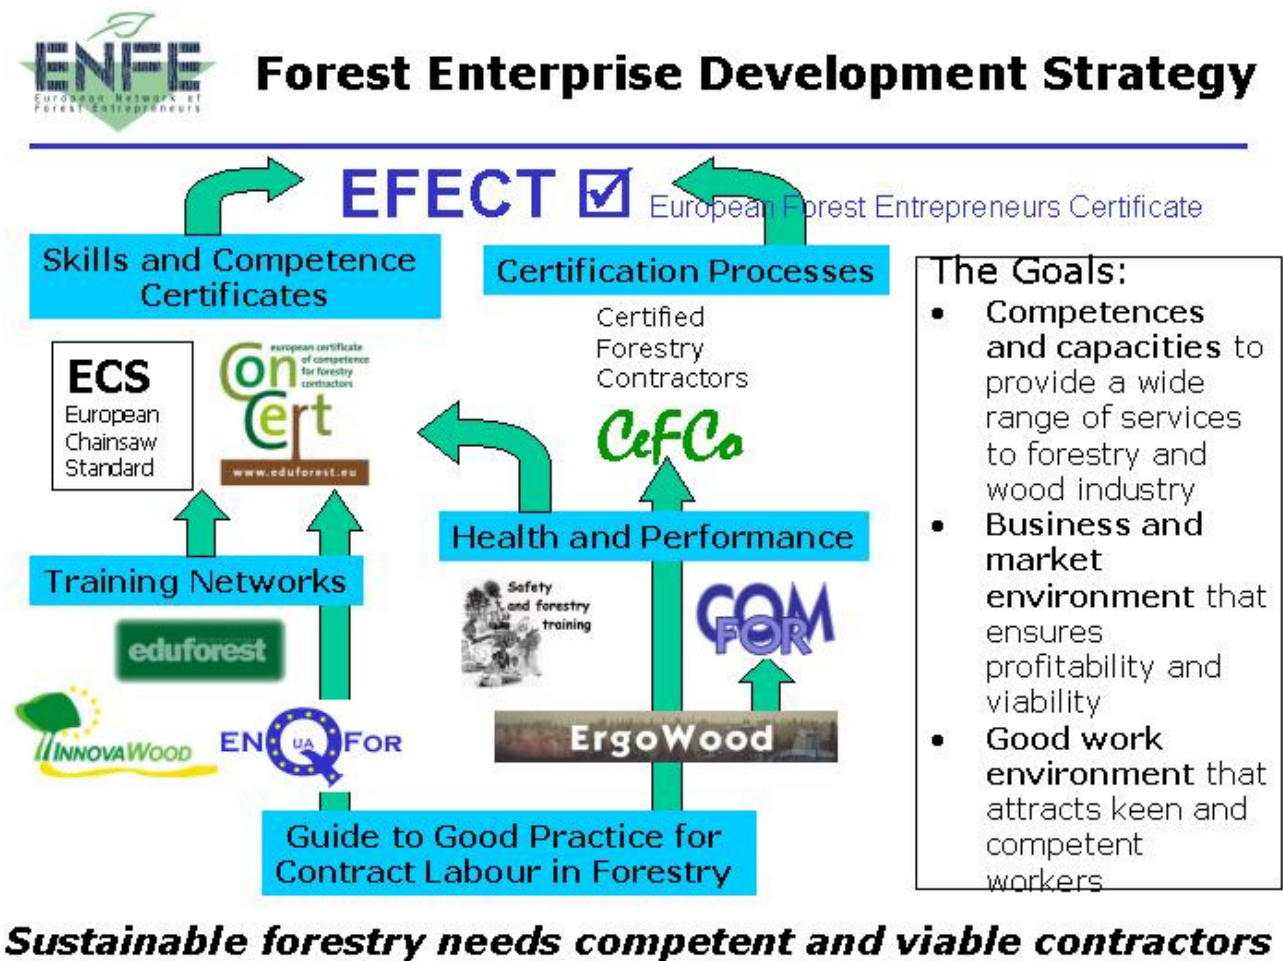 ENFE
European Network of
Forest Entrepreneurs
Forest Enterprise Development Strategy
EFECT
European Forest Entrepreneurs Certificate
Skills and Competence
Certificates
Certification Processes
ECS
European
Chainsaw
Standard
ConCert
european certificate
of competence
for forestry
contractors
www.eduforest.eu
Certified
Forestry
Contractors
CeFCo
Training Networks
Health and Performance
eduforest
INNOVAWOOD
ENQUAFOR
Safety
and forestry
training
COMFOR
ErgoWood
Guide to Good Practice for
Contract Labour in Forestry
The Goals:
• Competences
and capacities to
provide a wide
range of services
to forestry and
wood industry
• Business and
market
environment that
ensures
profitability and
viability
• Good work
environment that
attracts keen and
competent
workers
Sustainable forestry needs competent and viable contractors